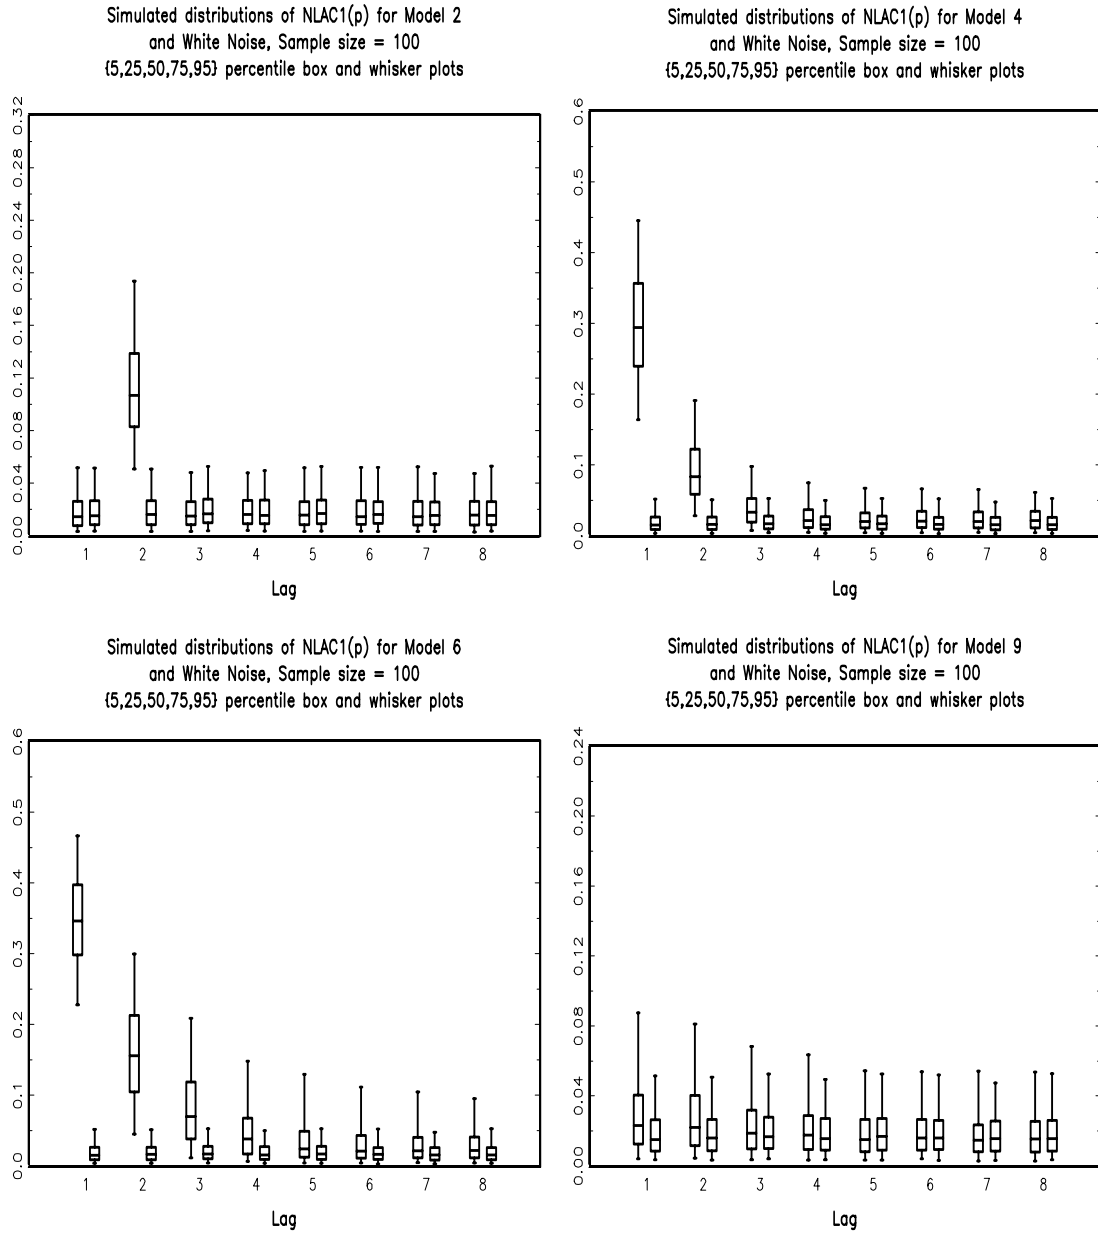 Simulated distributions of NLAC1(p) for Model 2
and White Noise, Sample size = 100
{5,25,50,75,95} percentile box and whisker plots
0.32
0.28
0.24
0.20
0.16
0.12
0.08
0.04
0.00
1 2 3 4 5 6 7 8
Lag
Simulated distributions of NLAC1(p) for Model 4
and White Noise, Sample size = 100
{5,25,50,75,95} percentile box and whisker plots
0.6
0.5
0.4
0.3
0.2
0.1
0.0
1 2 3 4 5 6 7 8
Lag
Simulated distributions of NLAC1(p) for Model 6
and White Noise, Sample size = 100
{5,25,50,75,95} percentile box and whisker plots
0.6
0.5
0.4
0.3
0.2
0.1
0.0
1 2 3 4 5 6 7 8
Lag
Simulated distributions of NLAC1(p) for Model 9
and White Noise, Sample size = 100
{5,25,50,75,95} percentile box and whisker plots
0.24
0.20
0.16
0.12
0.08
0.04
0.00
1 2 3 4 5 6 7 8
Lag